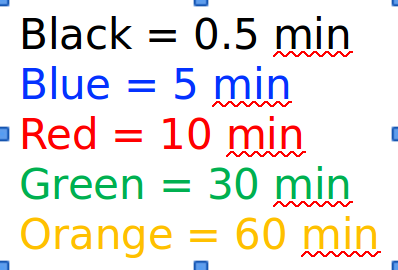 Black = 0.5 min
Blue = 5 min
Red = 10 min
Green = 30 min
Orange = 60 min